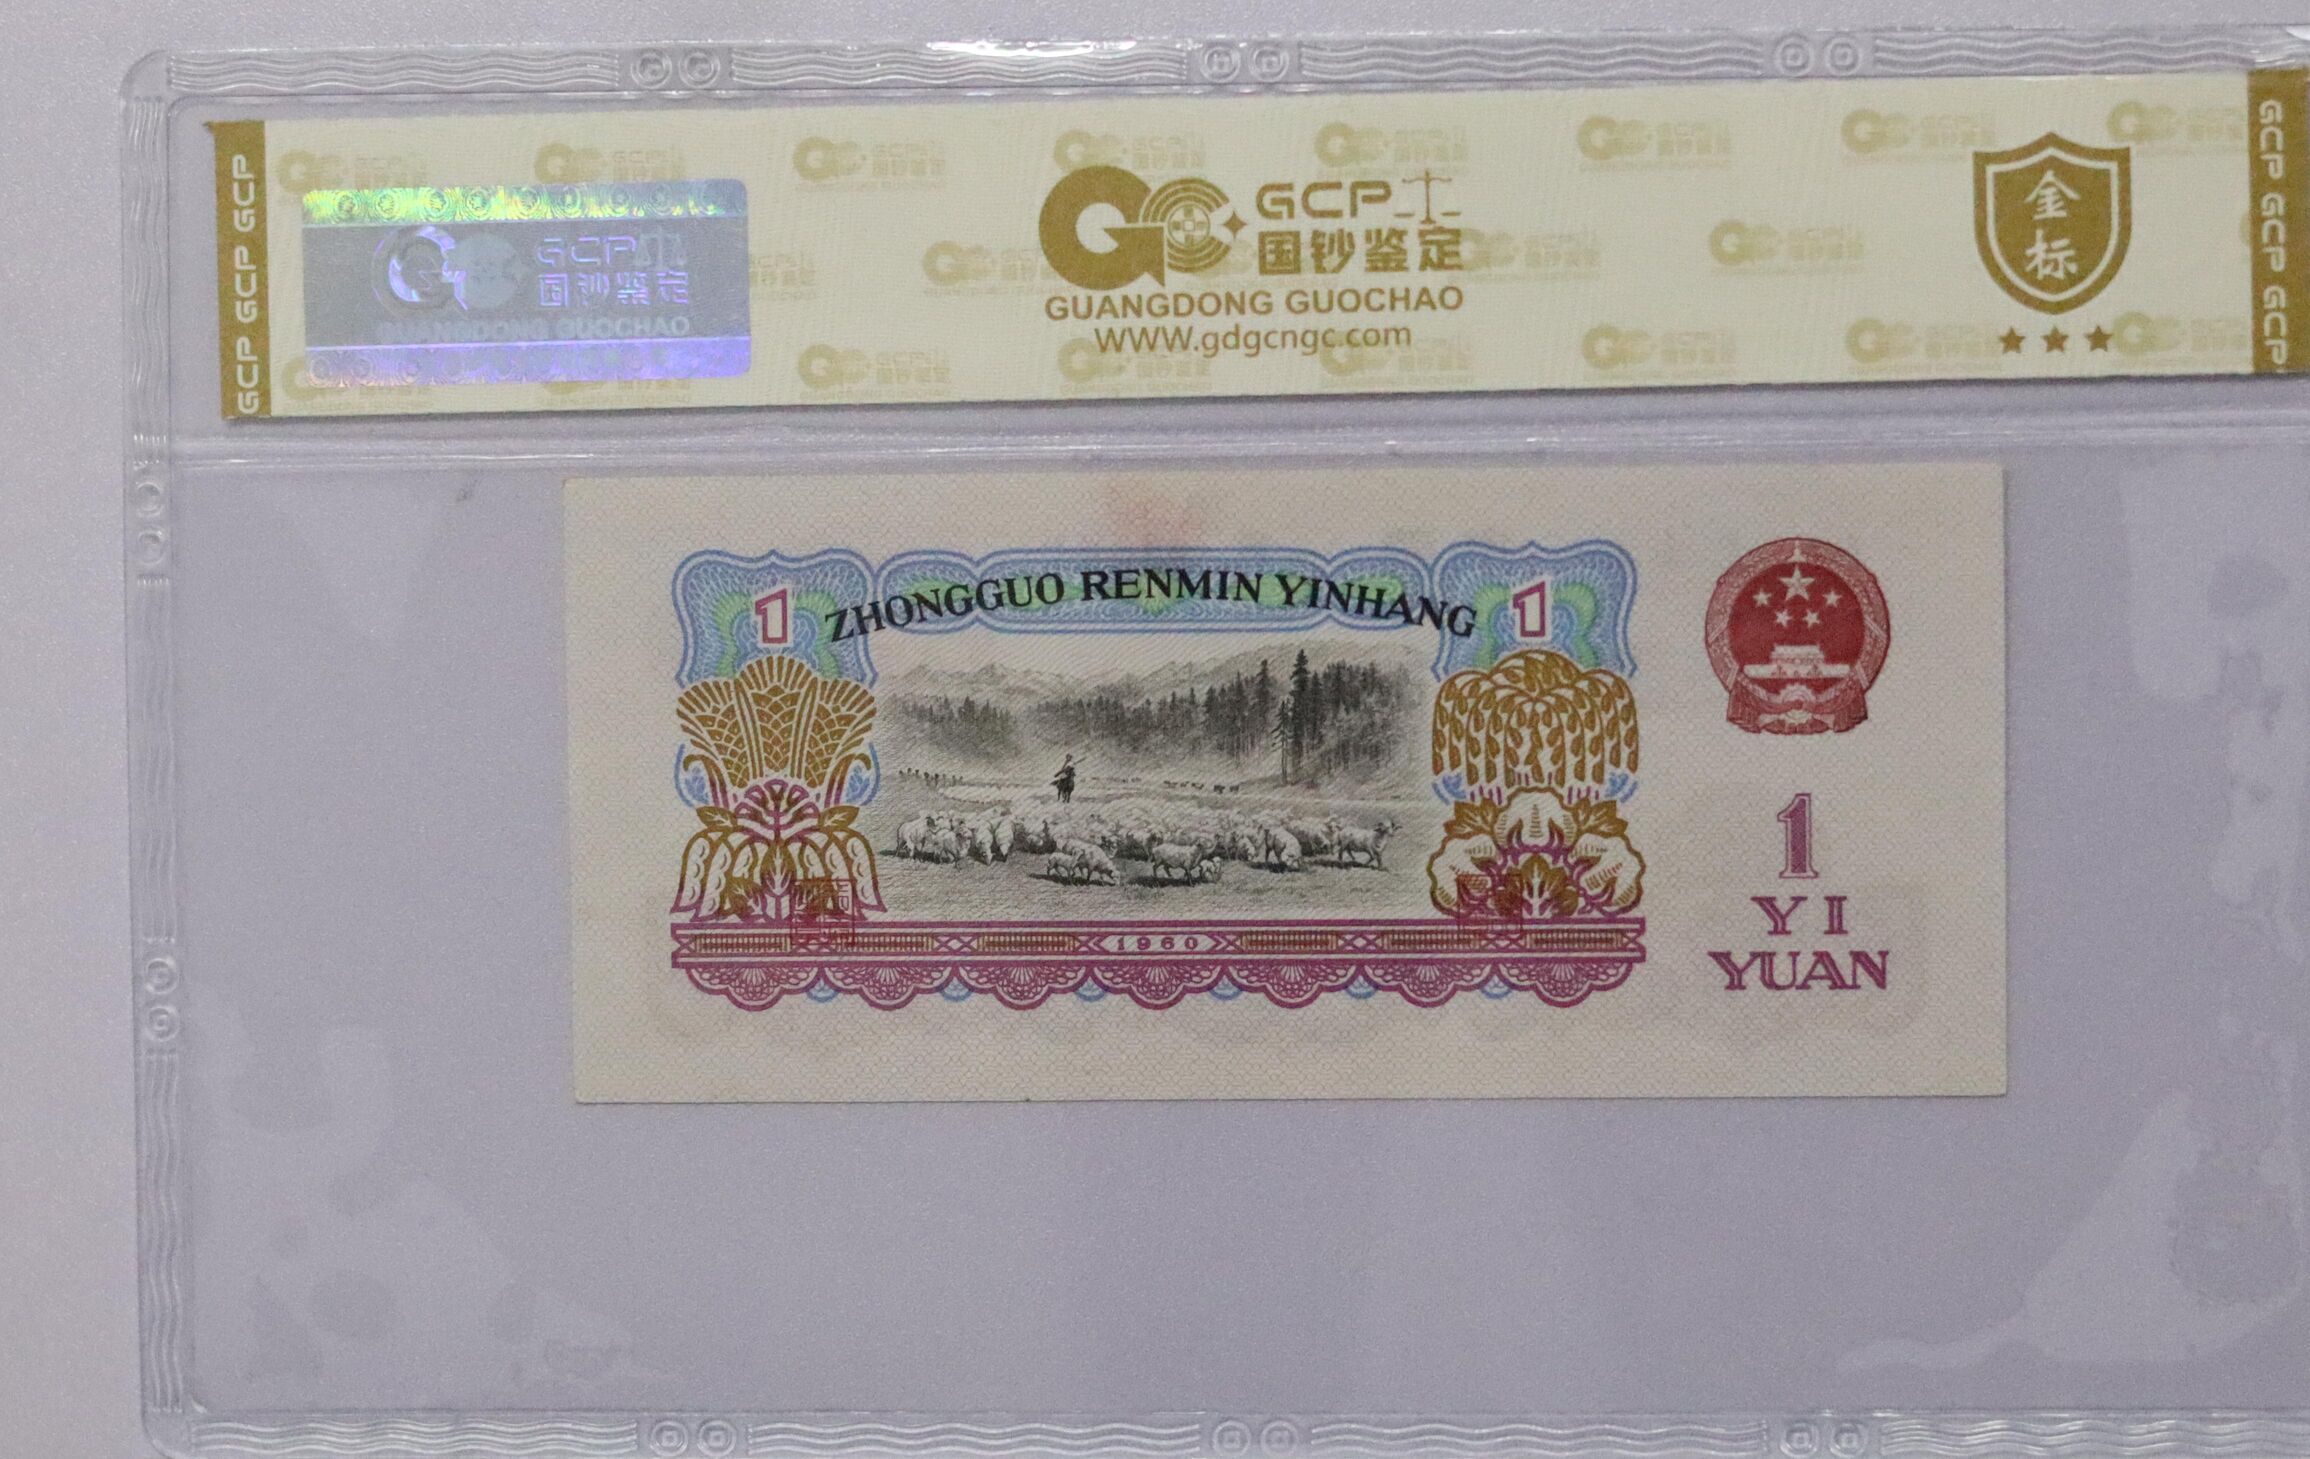 GCP GCP GCP
GCP
国钞鉴定
GUANGDONG GUOCHAO
GCP
国钞鉴定
GUANGDONG GUOCHAO
WWW.gdgcngc.com
金
标
GCP GCP GCP
ZHONGGUO RENMIN YINHANG
1
1
1960
1
YI
YUAN